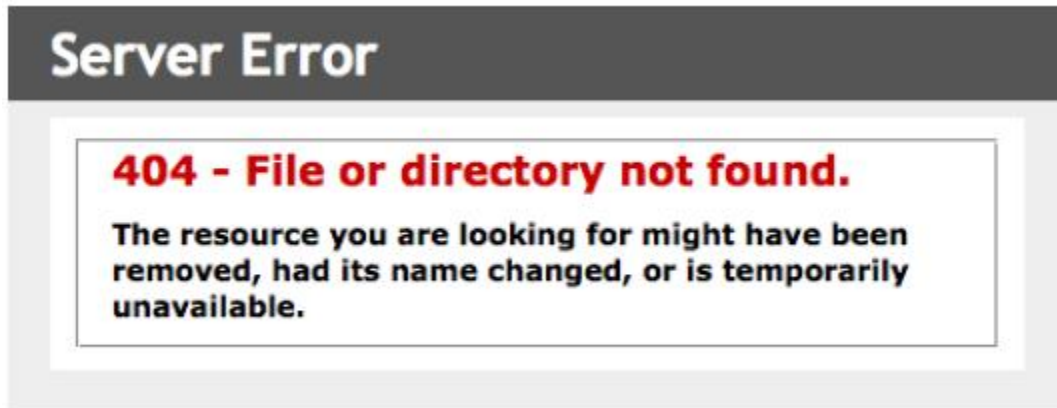 Server Error
404 - File or directory not found.
The resource you are looking for might have been
removed, had its name changed, or is temporarily
unavailable.